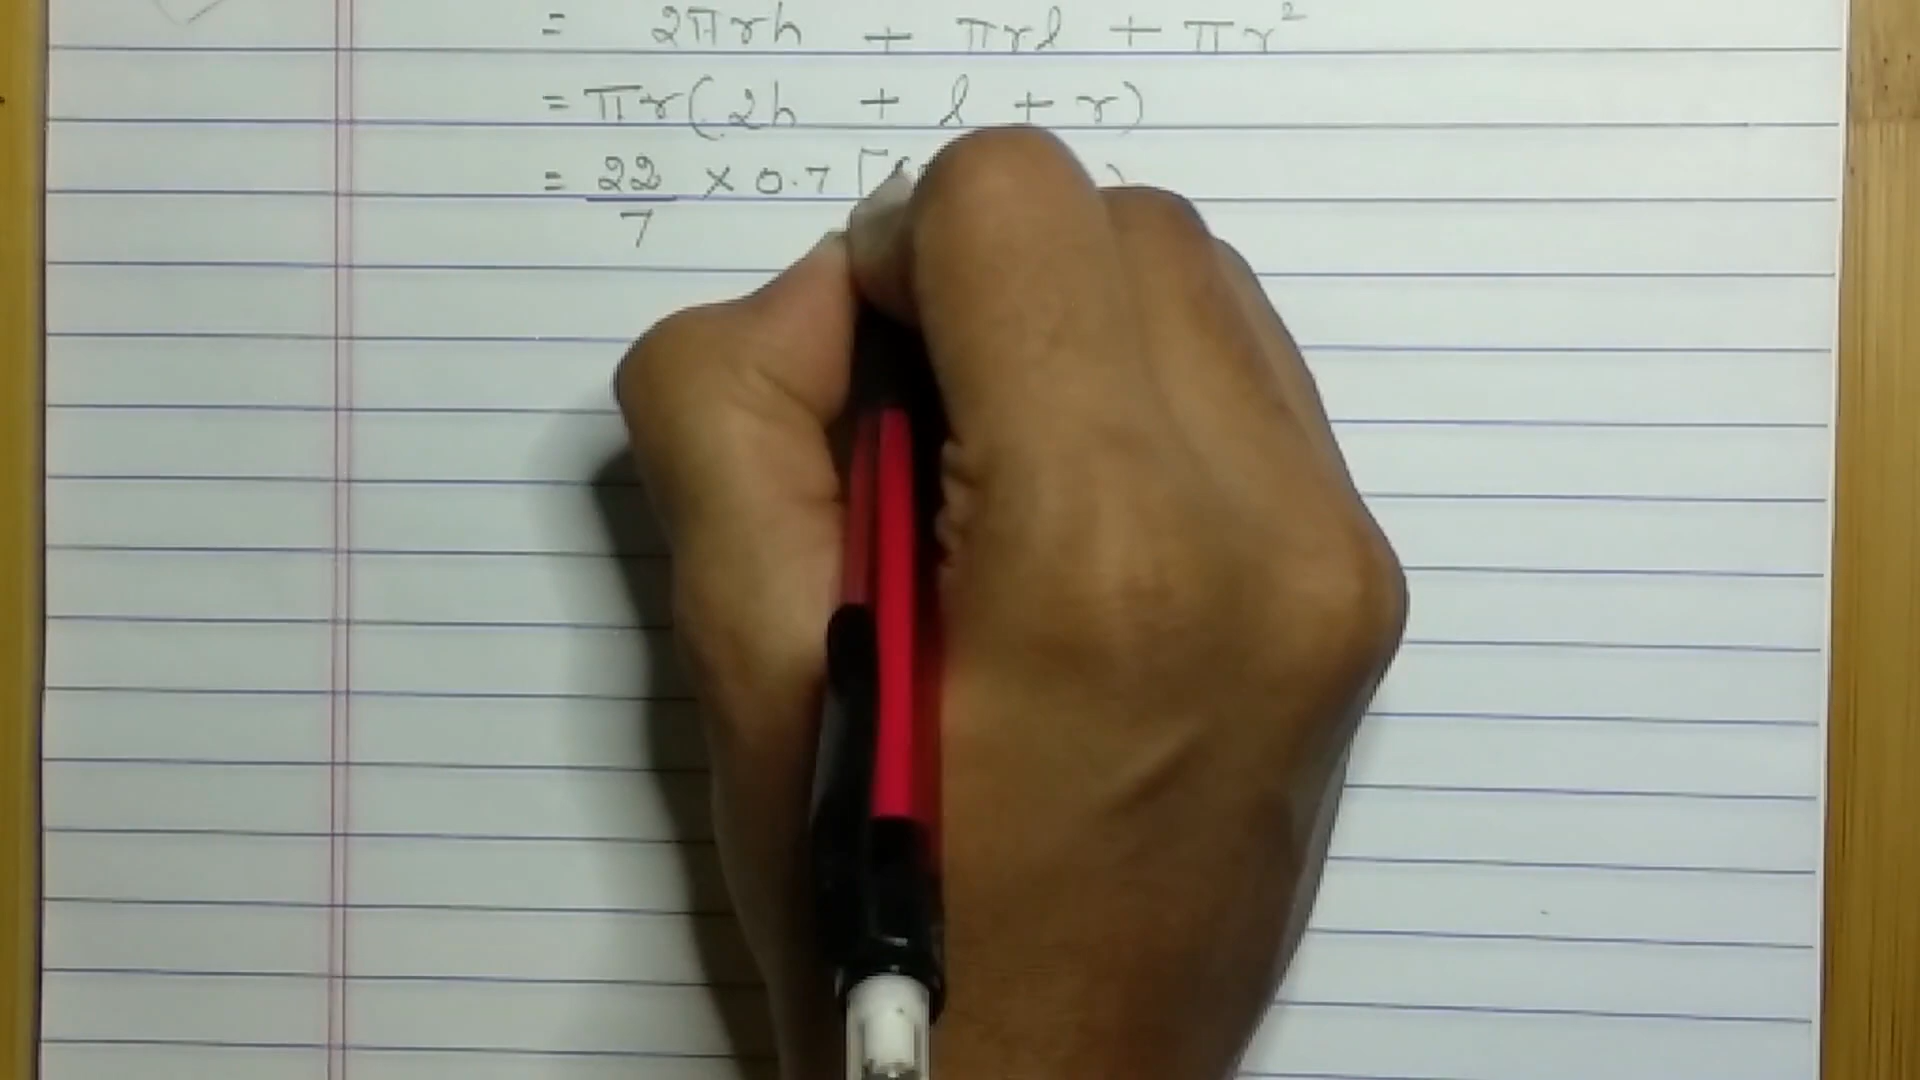 = 2πrh + πrl + πr²
= πr(2h + l + r)
= 22/7 × 0.7 [(